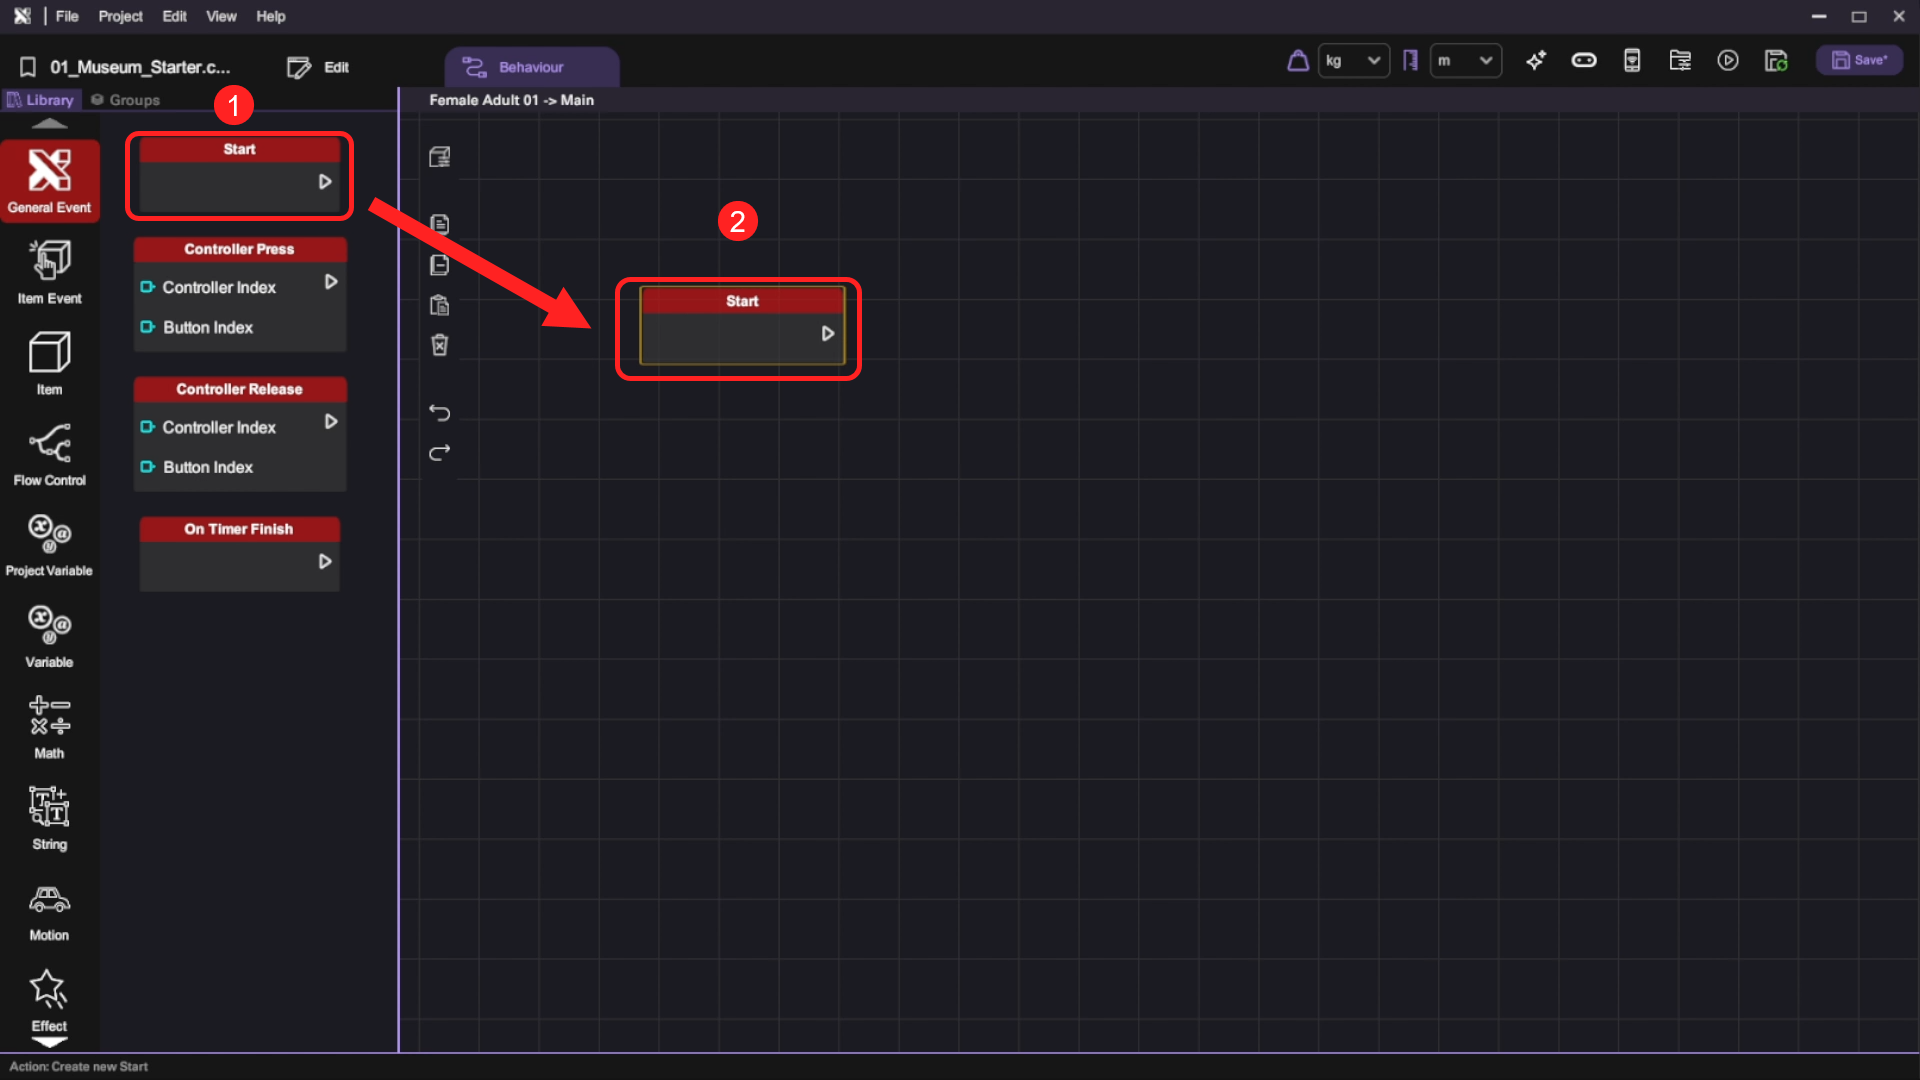 File Project Edit View Help
01_Museum_Starter.c... Edit Behaviour kg m Save*
Library Groups
Female Adult 01 -> Main
1
General Event
Item Event
Item
Flow Control
Project Variable
Variable
Math
String
Motion
Effect
Start
Controller Press
Controller Index
Button Index
Controller Release
Controller Index
Button Index
On Timer Finish
2
Start
Action: Create new Start